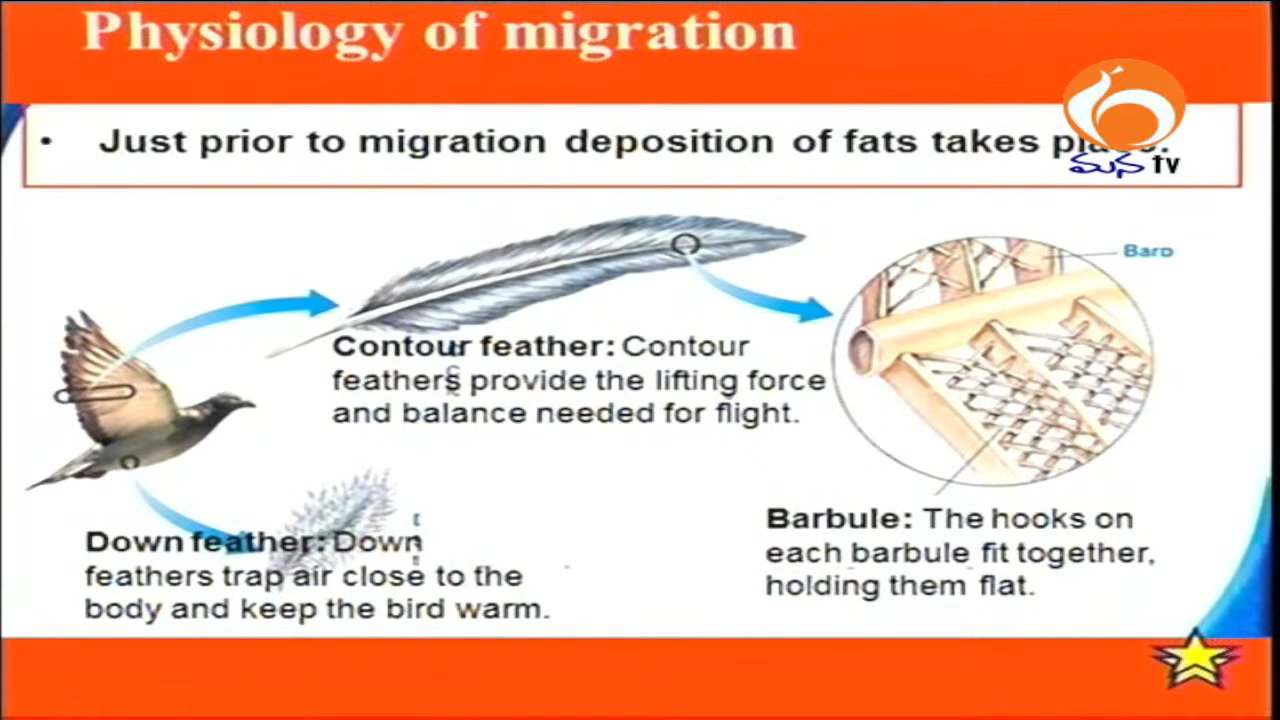 Physiology of migration
• Just prior to migration deposition of fats takes
మన tv
Barb
Contour feather: Contour
feathers provide the lifting force
and balance needed for flight.
Down feather: Down
feathers trap air close to the
body and keep the bird warm.
Barbule: The hooks on
each barbule fit together,
holding them flat.